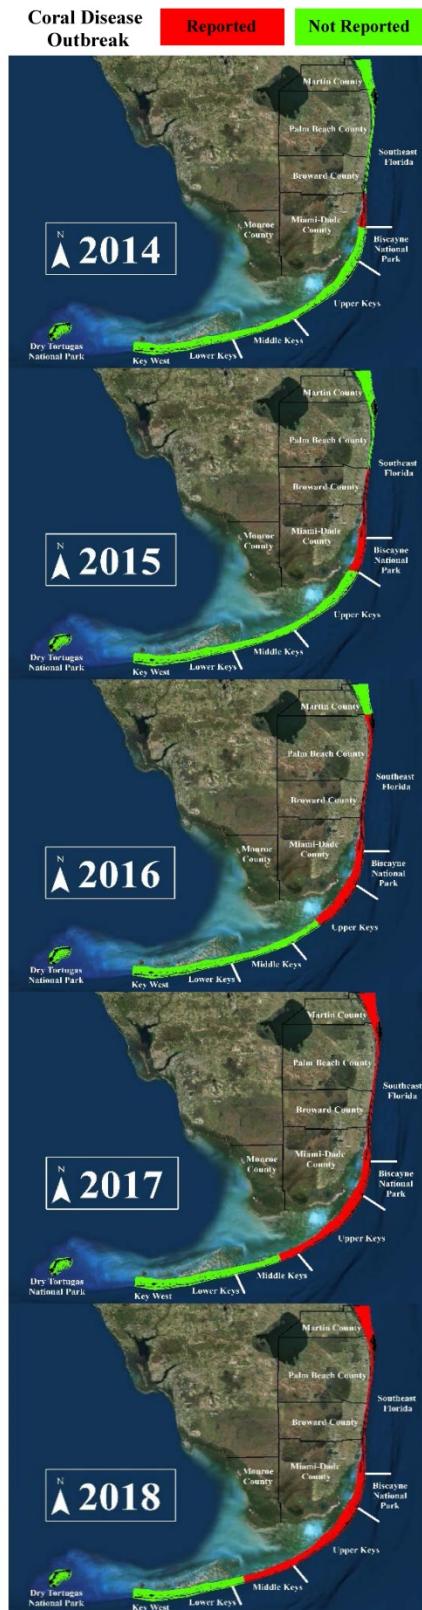 Coral Disease
Outbreak
Reported
Not Reported
Martin County
Palm Beach County
Southeast
Florida
Broward County
Monroe
County
Miami-Dade
County
Biscayne
National
Park
N
2014
Upper Keys
Middle Keys
Lower Keys
Key West
Dry Tortugas
National Park
Martin County
Palm Beach County
Southeast
Florida
Broward County
Monroe
County
Miami-Dade
County
Biscayne
National
Park
N
2015
Upper Keys
Middle Keys
Lower Keys
Key West
Dry Tortugas
National Park
Martin County
Palm Beach County
Southeast
Florida
Broward County
Monroe
County
Miami-Dade
County
Biscayne
National
Park
N
2016
Upper Keys
Middle Keys
Lower Keys
Key West
Dry Tortugas
National Park
Martin County
Palm Beach County
Southeast
Florida
Broward County
Monroe
County
Miami-Dade
County
Biscayne
National
Park
N
2017
Upper Keys
Middle Keys
Lower Keys
Key West
Dry Tortugas
National Park
Martin County
Palm Beach County
Southeast
Florida
Broward County
Monroe
County
Miami-Dade
County
Biscayne
National
Park
N
2018
Upper Keys
Middle Keys
Lower Keys
Key West
Dry Tortugas
National Park